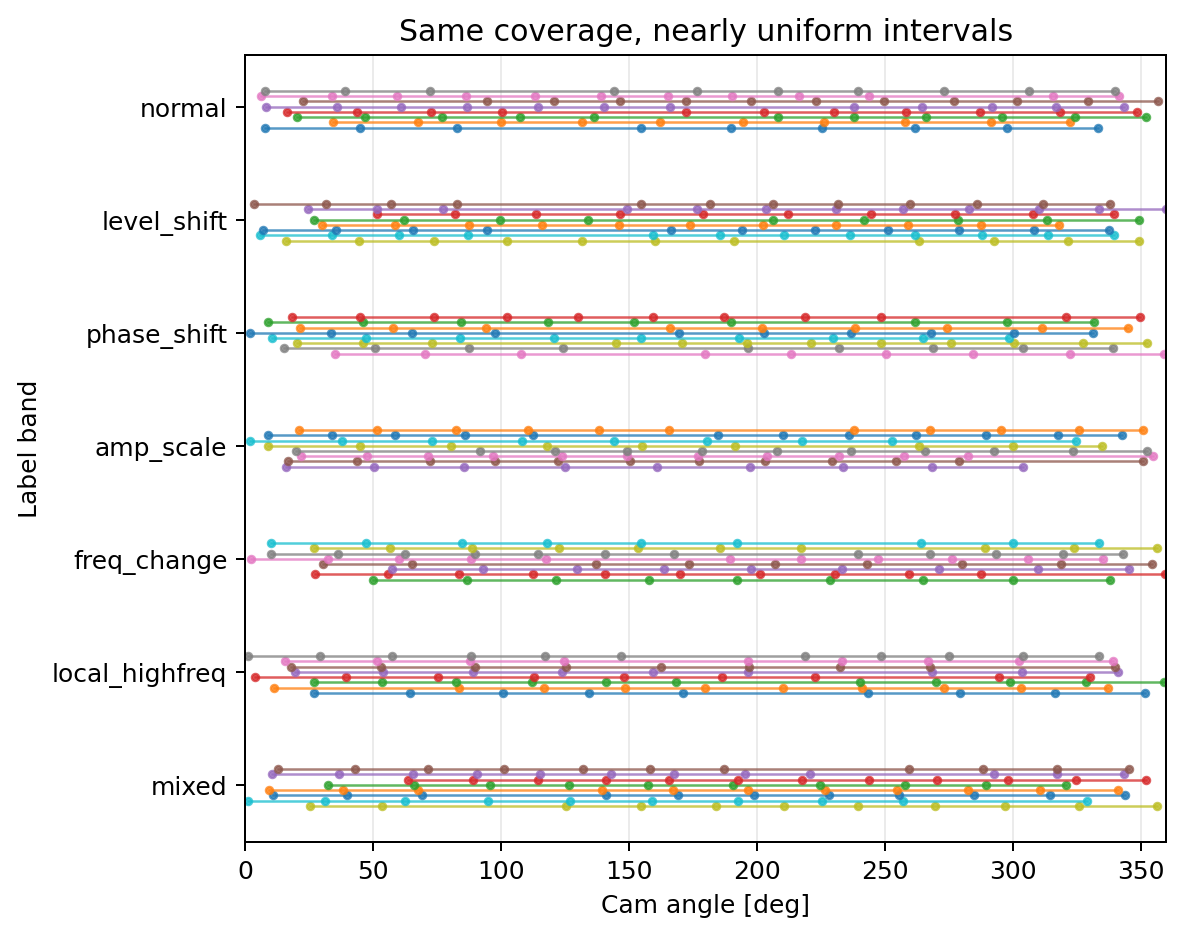 Same coverage, nearly uniform intervals
normal
level_shift
phase_shift
amp_scale
freq_change
local_highfreq
mixed
Label band
0 50 100 150 200 250 300 350
Cam angle [deg]